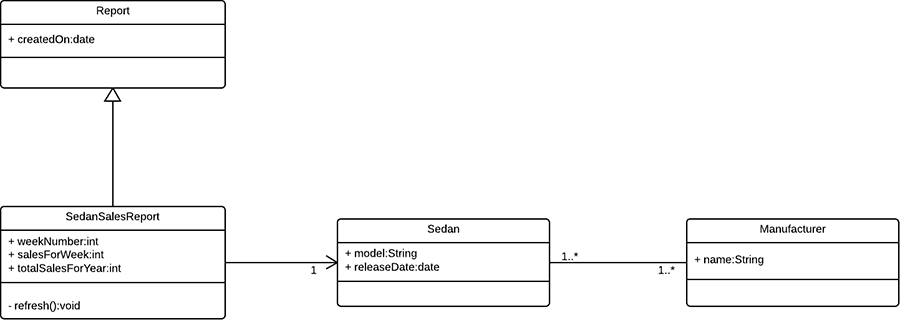 Report
+ createdOn:date
SedanSalesReport
+ weekNumber:int
+ salesForWeek:int
+ totalSalesForYear:int
- refresh():void
1
Sedan
+ model:String
+ releaseDate:date
1..*
1..*
Manufacturer
+ name:String